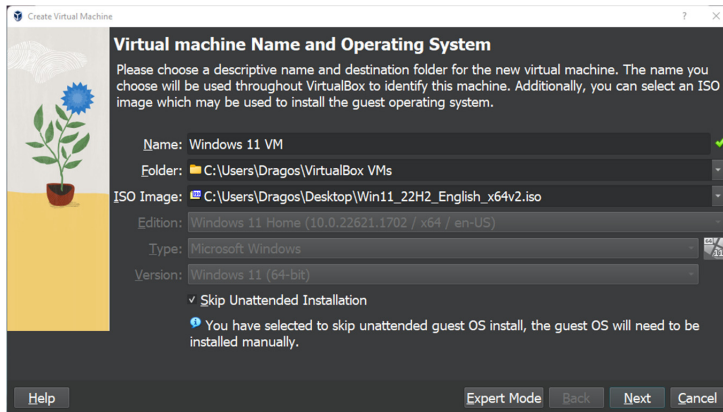 Create Virtual Machine
Virtual machine Name and Operating System
Please choose a descriptive name and destination folder for the new virtual machine. The name you
choose will be used throughout VirtualBox to identify this machine. Additionally, you can select an ISO
image which may be used to install the guest operating system.
Name: Windows 11 VM
Folder: C:\Users\Dragos\VirtualBox VMs
ISO Image: C:\Users\Dragos\Desktop\Win11_22H2_English_x64v2.iso
Edition: Windows 11 Home (10.0.22621.1702 / x64 / en-US)
Type: Microsoft Windows
Version: Windows 11 (64-bit)
Skip Unattended Installation
You have selected to skip unattended guest OS install, the guest OS will need to be
installed manually.
Help Expert Mode Back Next Cancel